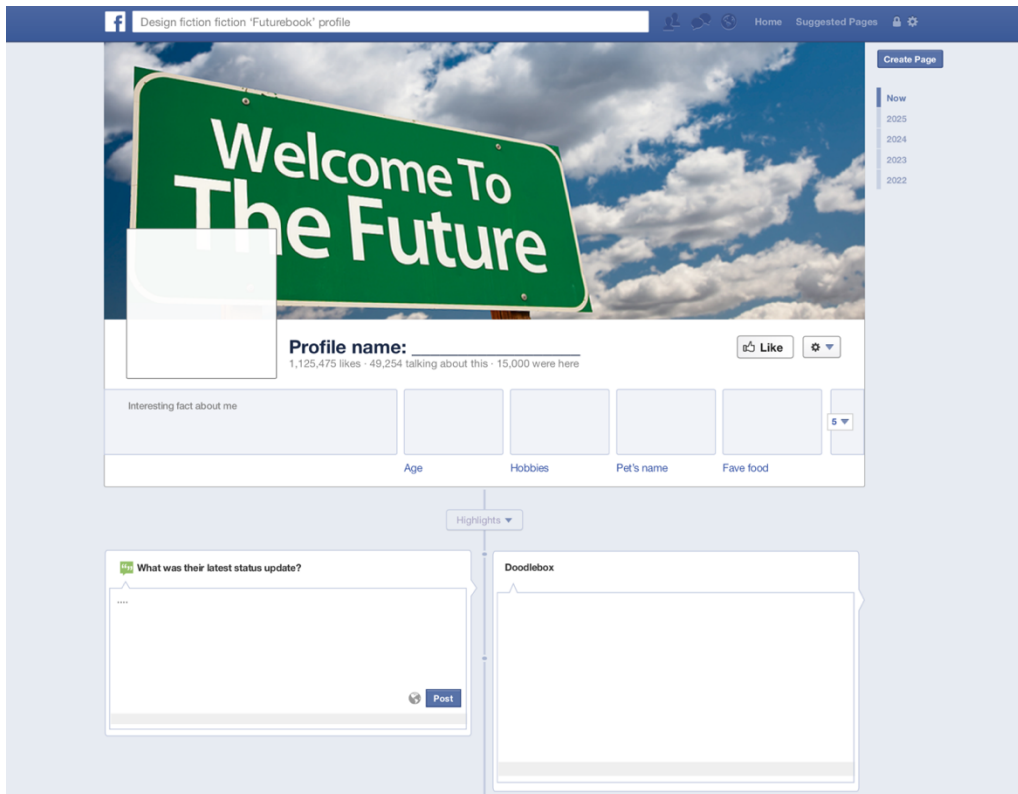 f
Design fiction fiction ‘Futurebook’ profile
Home Suggested Pages
Create Page
Now
2025
2024
2023
2022
Welcome To
The Future
Profile name: ____________________
1,125,475 likes · 49,254 talking about this · 15,000 were here
Like
Interesting fact about me
5
Age Hobbies Pet's name Fave food
Highlights
What was their latest status update?
....
Post
Doodlebox